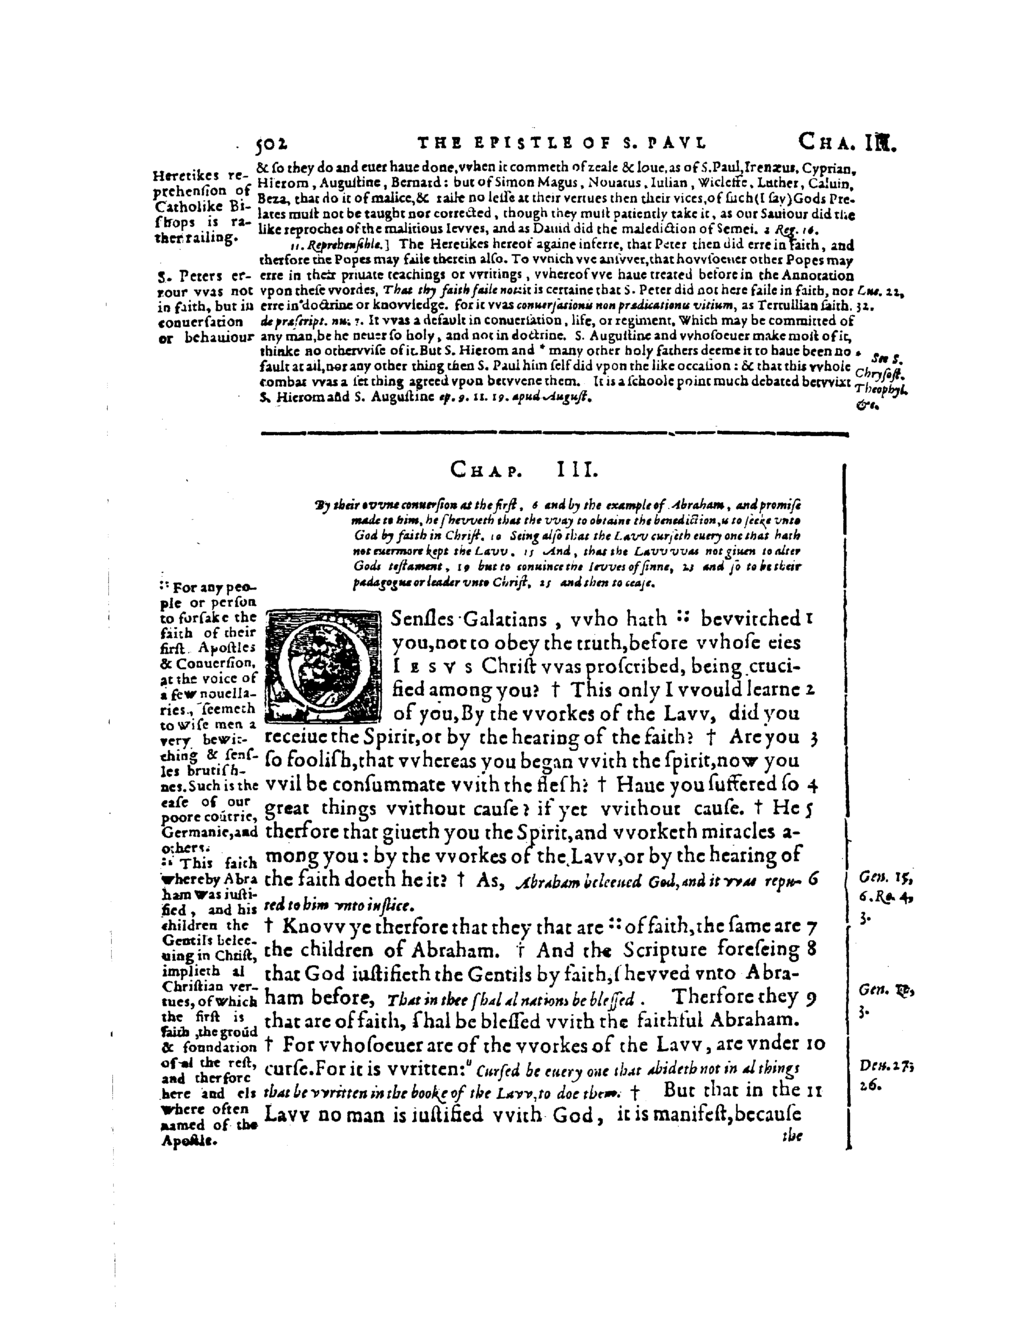 502 THE EPISTLE OF S. PAVL CHA. III.
Heretikes re-
prehenſion of
Catholike Bi-
ſhops is ra-
ther railing.
& ſo they do and euer haue done, vvhen it commeth of zeale & loue, as of S. Paul, Irenæus, Cyprian,
Hierom, Auguſtine, Bernard: but of Simon Magus, Nouatus, Iulian, Wicleffe, Luther, Caluin,
Beza, that do it of malice, & raile no leſſe at their vertues then their vices, of ſuch (I ſay) Gods Pre-
lates muſt not be taught nor corrected, though they muſt patiently take it, as our Sauiour did the
like reproches of the malitious Ievves, and as Dauid did the malediction of Semei. 2 Reg. 16.
11. Reprehenſible.] The Heretikes hereof againe inferre, that Peter then did erre in faith, and
therfore the Popes may faile therein alſo. To vvhich vve anſvver, that hovvſoeuer other Popes may
S. Peters er-
rour vvas not
in faith, but in
conuerſation
or behauiour
erre in their priuate teachings or vvritings, vvhereof vve haue treated before in the Annotation
vpon theſe vvordes, That thy faith faile not: it is certaine that S. Peter did not here faile in faith, nor Luc. 22,
erre in doctrine or knovvledge. for it vvas conuerſationis non prædicationis vitium, as Tertullian ſaith. 32.
de præſcript. nu. 7. It vvas a default in conuerſation, life, or regiment, Which may be committed of
any man, be he neuer ſo holy, and not in doctrine. S. Auguſtine and vvhoſoeuer make moſt of it,
thinke no othervviſe of it. But S. Hierom and * many other holy fathers deeme it to haue been no * See S.
fault at all, nor any other thing then S. Paul him ſelf did vpon the like occaſion: & that this vvhole Chryſoſt.
combat vvas a ſet thing agreed vpon betvvene them. It is a ſchoole point much debated betvvixt Theophyl.
S. Hierom and S. Auguſtine ep. 9. 11. 19. apud Auguſt. &c.
CHAP. III.
By their ovvne conuerſion at the firſt, 6 and by the example of Abraham, and promiſe
made to him, he ſhevveth that the vvay to obtaine the benediction, is to ſeeke vnto
God by faith in Chriſt. 10 Seing alſo that the Lavv curſeth euery one that hath
not euermore kept the Lavv. 15 And, that the Lavv vvas not giuen to alter
Gods teſtament, 19 but to conuince the Ievves of ſinne, 23 and ſo to be their
pædagogue or leader vnto Chriſt, 25 and then to ceaſe.
:: For any peo-
ple or perſon
to forſake the
faith of their
firſt Apoſtles
& Conuerſion,
at the voice of
a few nouella-
ries, ſeemeth
to wiſe men a
very bewit-
ching & ſenſ-
les brutiſh-
nes. Such is the
caſe of our
poore coũtrie,
Germanie, and
others.
:: This faith
whereby Abra
ham was iuſti-
fied, and his
children the
Gentils belee-
uing in Chriſt,
implieth al
Chriſtian ver-
tues, of which
the firſt is
faith, the groũd
& foundation
of al the reſt,
and therfore
here and els
where often
named of the
Apoſtle.
O Senſles Galatians, vvho hath :: bevvitched 1
you, not to obey the truth, before vvhoſe eies
IESVS Chriſt vvas proſcribed, being cruci-
fied among you? † This only I vvould learne 2
of you, By the vvorkes of the Lavv, did you
receiue the Spirit, or by the hearing of the faith? † Are you 3
ſo fooliſh, that vvhereas you began vvith the ſpirit, now you
vvil be conſummate vvith the fleſh? † Haue you ſuffered ſo 4
great things vvithout cauſe? if yet vvithout cauſe. † He 5
therfore that giueth you the Spirit, and vvorketh miracles a-
mong you: by the vvorkes of the Lavv, or by the hearing of
the faith doeth he it? † As, Abraham beleeued God, and it vvas repu- 6
red to him vnto iuſtice.
Gen. 15,
6. Ro. 4,
3.
† Knovv ye therfore that they that are :: of faith, the ſame are 7
the children of Abraham. † And the Scripture foreſeing 8
that God iuſtifieth the Gentils by faith, ſhevved vnto Abra-
ham before, That in thee ſhal al nations be bleſſed. Therfore they 9
that are of faith, ſhal be bleſſed vvith the faithful Abraham.
Gen. 12,
3.
† For vvhoſoeuer are of the vvorkes of the Lavv, are vnder 10
curſe. For it is vvritten: " Curſed be euery one that abideth not in al things
that be vvritten in the booke of the Lavv, to doe them. † But that in the 11
Lavv no man is iuſtified vvith God, it is manifeſt, becauſe
Deu. 27,
26.
the